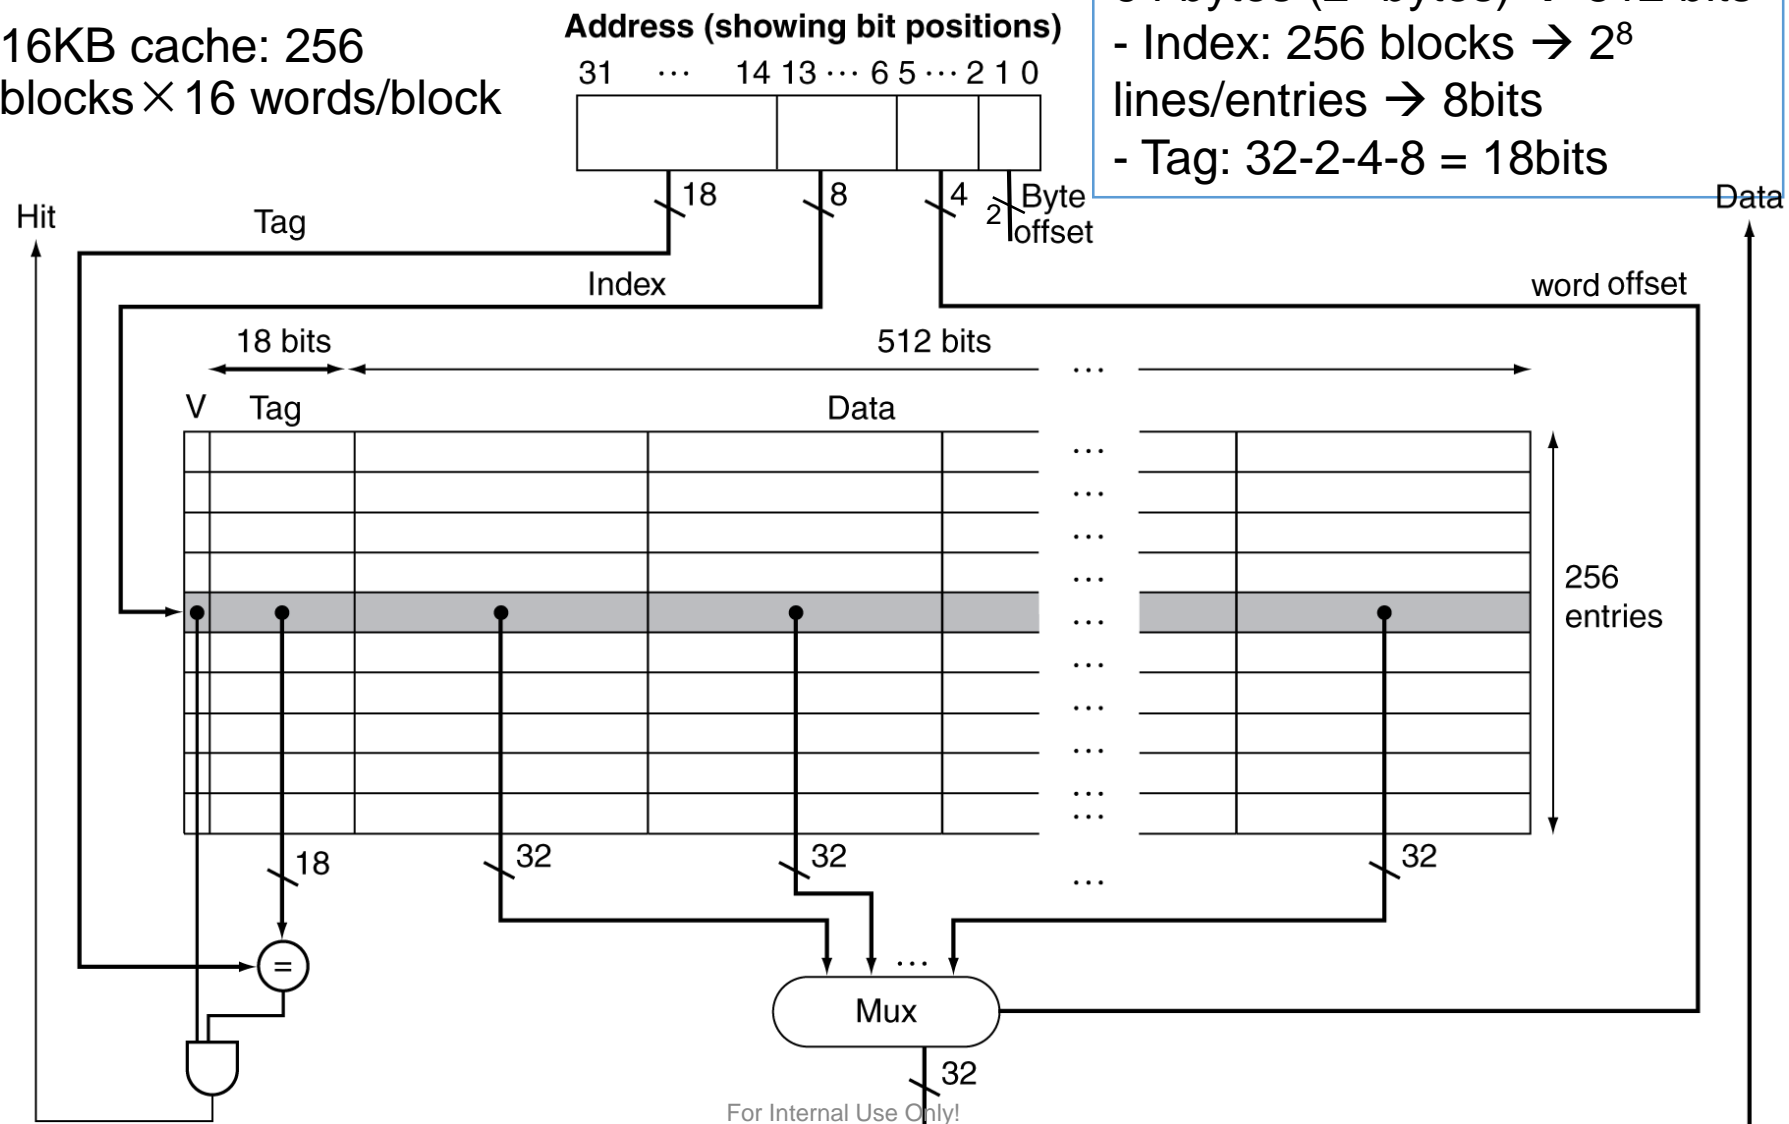 16KB cache: 256
blocks×16 words/block
Address (showing bit positions)
31 ... 14 13 ... 6 5 ... 2 1 0
- Index: 256 blocks → 2⁸
lines/entries → 8bits
- Tag: 32-2-4-8 = 18bits
18
8
4
2
Byte
offset
Hit
Tag
Data
Index
word offset
18 bits
512 bits
...
V
Tag
Data
...
...
...
...
...
...
...
...
...
...
256
entries
18
32
32
...
32
=
...
Mux
32
For Internal Use Only!